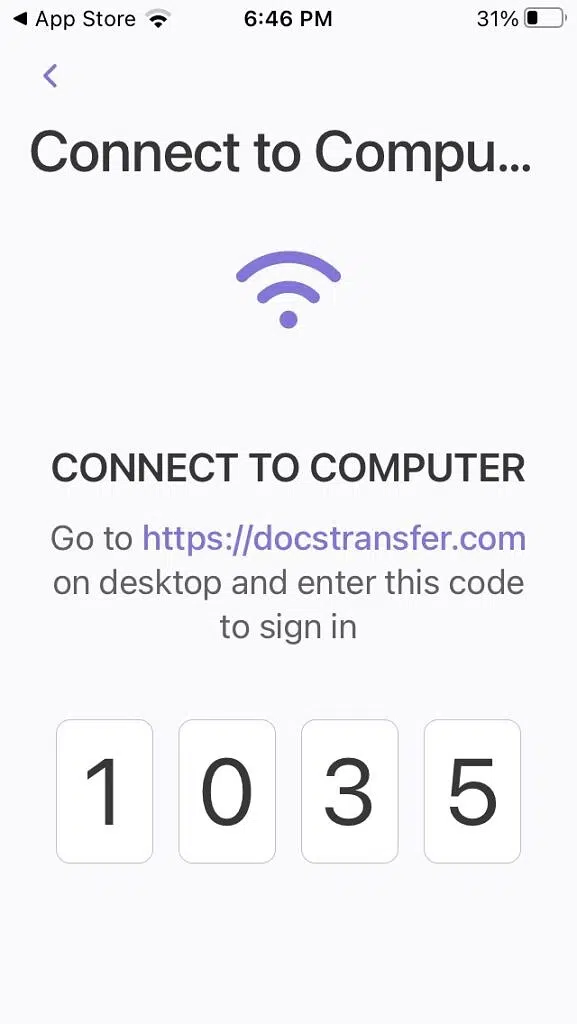 ◀ App Store 6:46 PM 31%
Connect to Compu...
CONNECT TO COMPUTER
Go to https://docstransfer.com
on desktop and enter this code
to sign in
1 0 3 5